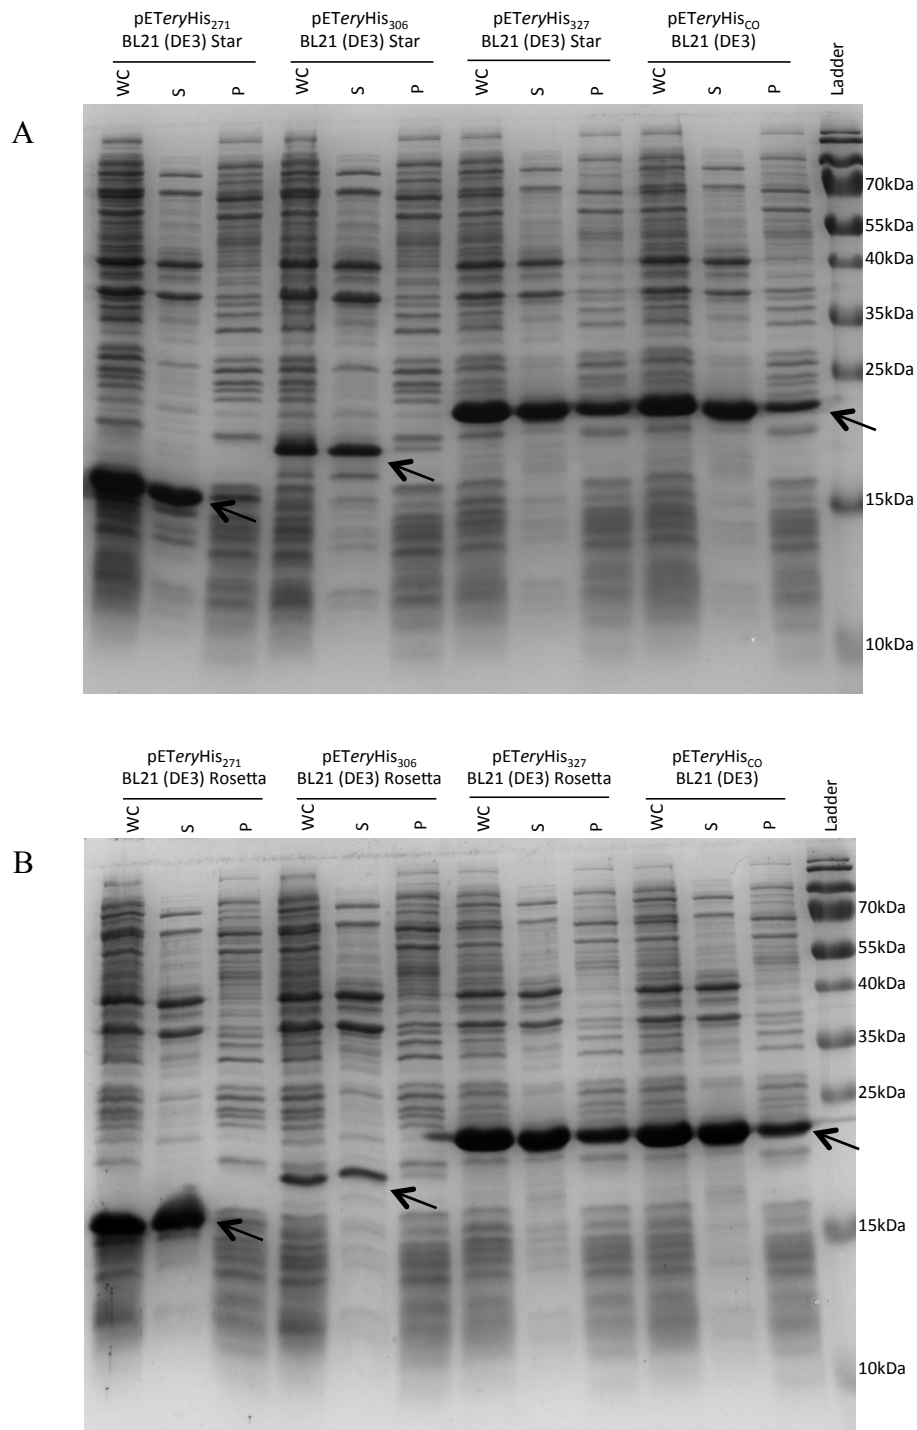 pETeryHis₂₇₁ pETeryHis₃₀₆ pETeryHis₃₂₇ pETeryHisCO
BL21 (DE3) Star BL21 (DE3) Star BL21 (DE3) Star BL21 (DE3)
WC S P WC S P WC S P WC S P Ladder
A
70kDa
55kDa
40kDa
35kDa
25kDa
15kDa
10kDa
pETeryHis₂₇₁ pETeryHis₃₀₆ pETeryHis₃₂₇ pETeryHisCO
BL21 (DE3) Rosetta BL21 (DE3) Rosetta BL21 (DE3) Rosetta BL21 (DE3)
WC S P WC S P WC S P WC S P Ladder
B
70kDa
55kDa
40kDa
35kDa
25kDa
15kDa
10kDa